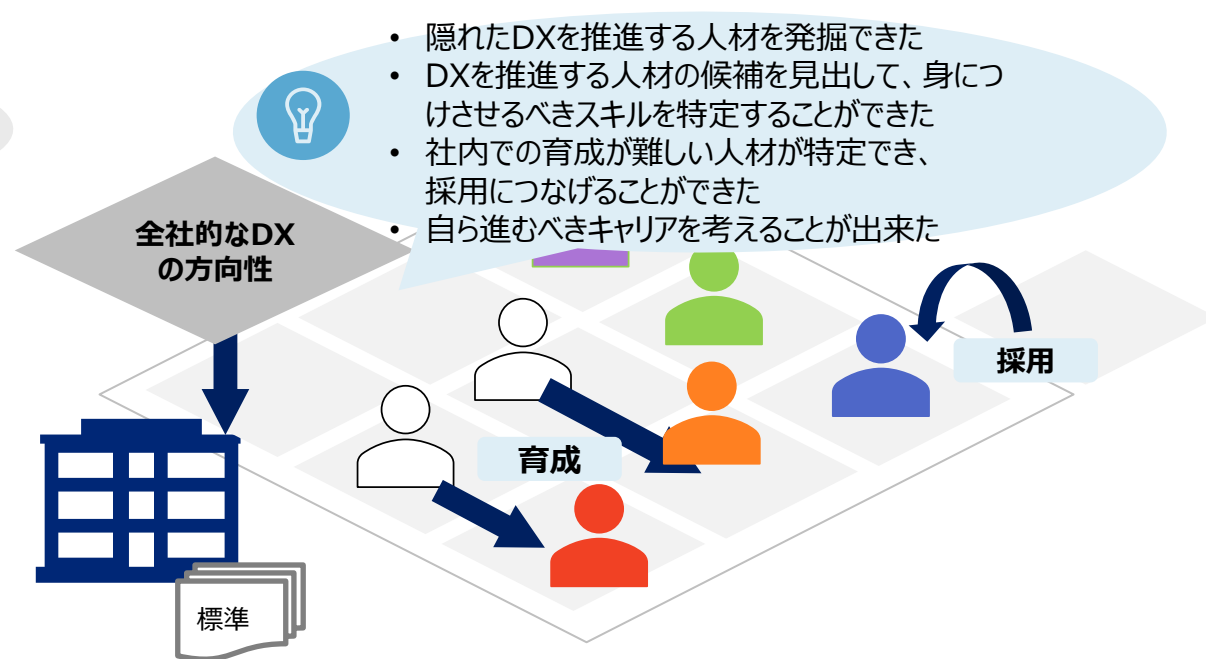 • 隠れたDXを推進する人材を発掘できた
• DXを推進する人材の候補を見出して、身につ
けさせるべきスキルを特定することができた
• 社内での育成が難しい人材が特定でき、
採用につなげることができた
• 自ら進むべきキャリアを考えることが出来た
全社的なDX
の方向性
採用
育成
標準